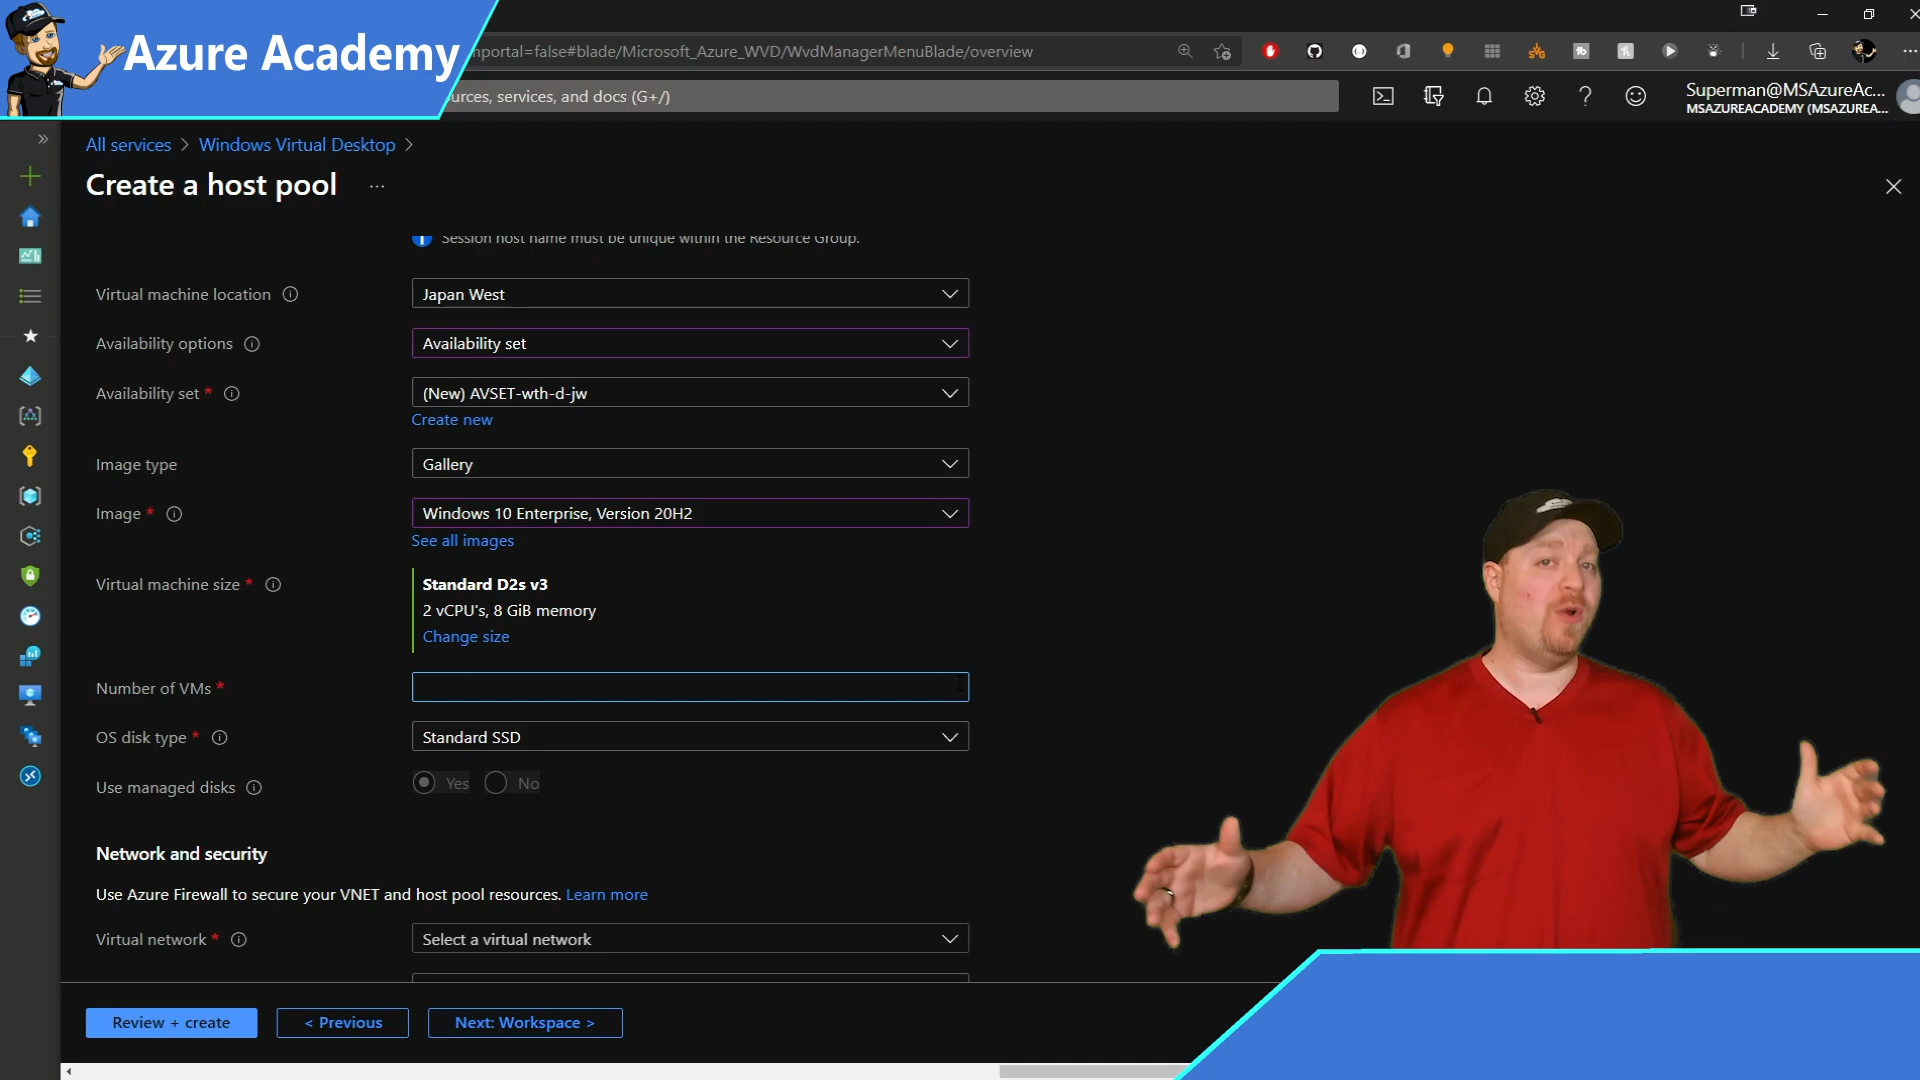 Azure Academy
nportal=false#blade/Microsoft_Azure_WVD/WvdManagerMenuBlade/overview
urces, services, and docs (G+/)
Superman@MSAzureAc...
MSAZUREACADEMY (MSAZUREA...
All services > Windows Virtual Desktop >
Create a host pool ...
Session host name must be unique within the Resource Group.
Virtual machine location
Japan West
Availability options
Availability set
Availability set *
(New) AVSET-wth-d-jw
Create new
Image type
Gallery
Image *
Windows 10 Enterprise, Version 20H2
See all images
Virtual machine size *
Standard D2s v3
2 vCPU's, 8 GiB memory
Change size
Number of VMs *
OS disk type *
Standard SSD
Use managed disks
Yes No
Network and security
Use Azure Firewall to secure your VNET and host pool resources. Learn more
Virtual network *
Select a virtual network
Review + create
< Previous
Next: Workspace >